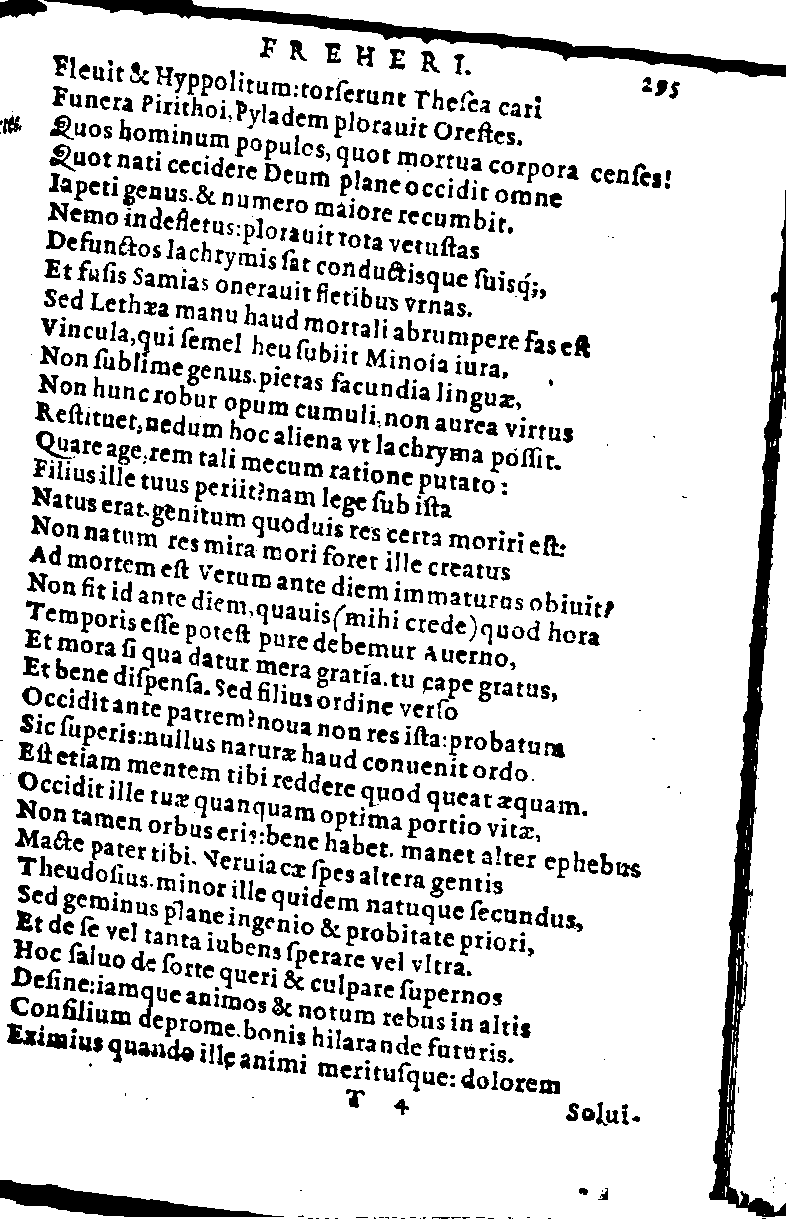 FREHERI. 295
Fleuit & Hyppolitum:torſerunt Theſea cari
Funera Pirithoi,Pyladem plorauit Oreſtes.
Quos hominum populos, quot mortua corpora cenſes!
Quot nati cecidere Deum plane occidit omne
Iapeti genus.& numero maiore recumbit.
Nemo indefletus:plorauit tota vetuſtas
Defunctos lachrymis ſat conductisque ſuisq́;,
Et fuſis Samias onerauit fletibus vrnas.
Sed Lethæa manu haud mortali abrumpere fas eſt
Vincula,qui ſemel heu ſubiit Minoia iura.
Non ſublime genus.pietas facundia linguæ,
Non hunc robur opum cumuli,non aurea virtus
Reſtituet,nedum hoc aliena vt lachryma poſſit.
Quare age,rem tali mecum ratione putato:
Filius ille tuus periit?nam lege ſub iſta
Natus erat.genitum quoduis res certa moriri eſt:
Non natum res mira mori foret ille creatus
Ad mortem eſt Verum ante diem immaturus obiuit?
Non fit id ante diem,quauis(mihi crede)quod hora
Temporis eſſe poteſt pure debemur Auerno,
Et mora ſi qua datur mera gratia.tu cape gratus,
Et bene diſpenſa. Sed filius ordine verſo
Occidit ante patrem?noua non res iſta:probatum
Sic ſuperis:nullus naturæ haud conuenit ordo.
Eſt etiam mentem tibi reddere quod queat æquam.
Occidit ille tuæ quanquam optima portio vitæ,
Non tamen orbus eris:bene habet. manet alter ephebus
Macte pater tibi. Neruiacæ ſpes altera gentis
Theudoſius.minor ille quidem natuque ſecundus,
Sed geminus plane ingenio & probitate priori,
Et de ſe vel tanta iubens ſperare vel vltra.
Hoc ſaluo de ſorte queri & culpare ſupernos
Deſine:iamque animos & notum rebus in altis
Conſilium deprome.bonis hilarande futuris.
Eximius quando ille animi merituſque: dolorem
T 4 Solui-